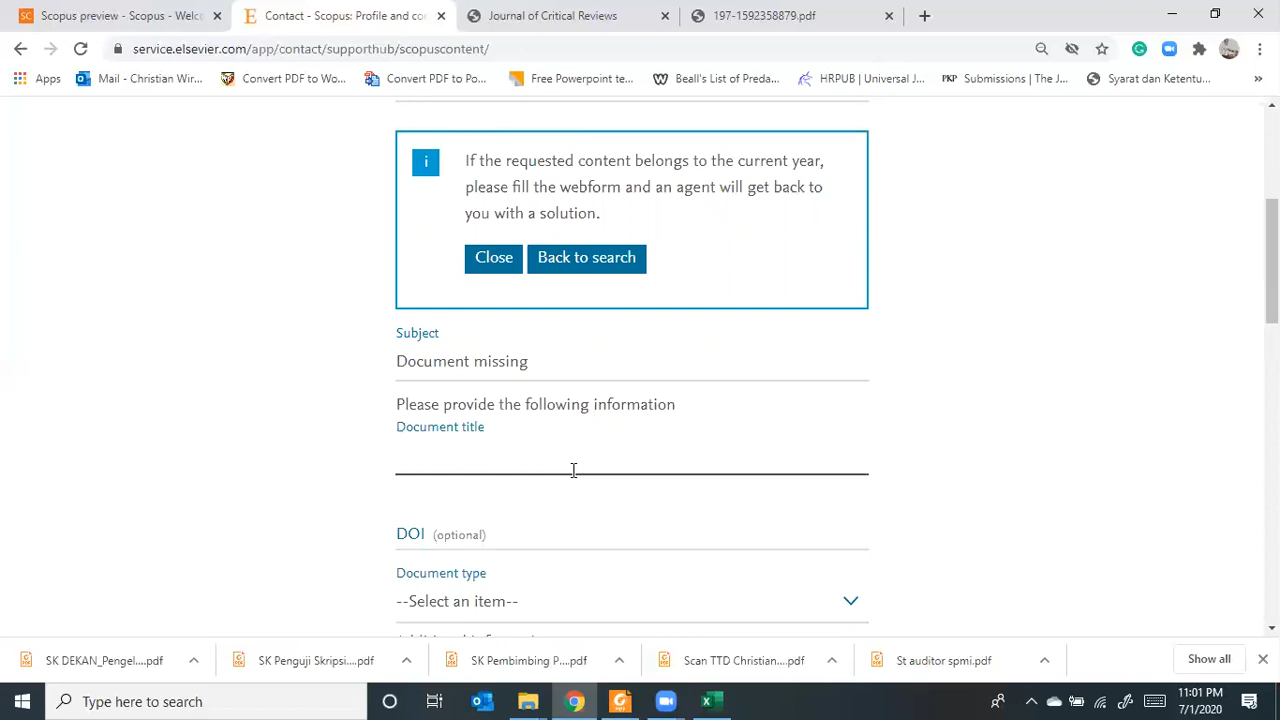 Scopus preview - Scopus - Welco
Contact - Scopus: Profile and con
Journal of Critical Reviews
197-1592358879.pdf
service.elsevier.com/app/contact/supporthub/scopuscontent/
Apps
Mail - Christian Wir...
Convert PDF to Wo...
Convert PDF to Po...
Free Powerpoint te...
Beall's List of Preda...
HRPUB | Universal J...
PKP
Submissions | The J...
Syarat dan Ketentu...
i
If the requested content belongs to the current year,
please fill the webform and an agent will get back to
you with a solution.
Close
Back to search
Subject
Document missing
Please provide the following information
Document title
DOI (optional)
Document type
--Select an item--
SK DEKAN_Pengel....pdf
SK Penguji Skripsi....pdf
SK Pembimbing P....pdf
Scan TTD Christian....pdf
St auditor spmi.pdf
Show all
Type here to search
11:01 PM
7/1/2020